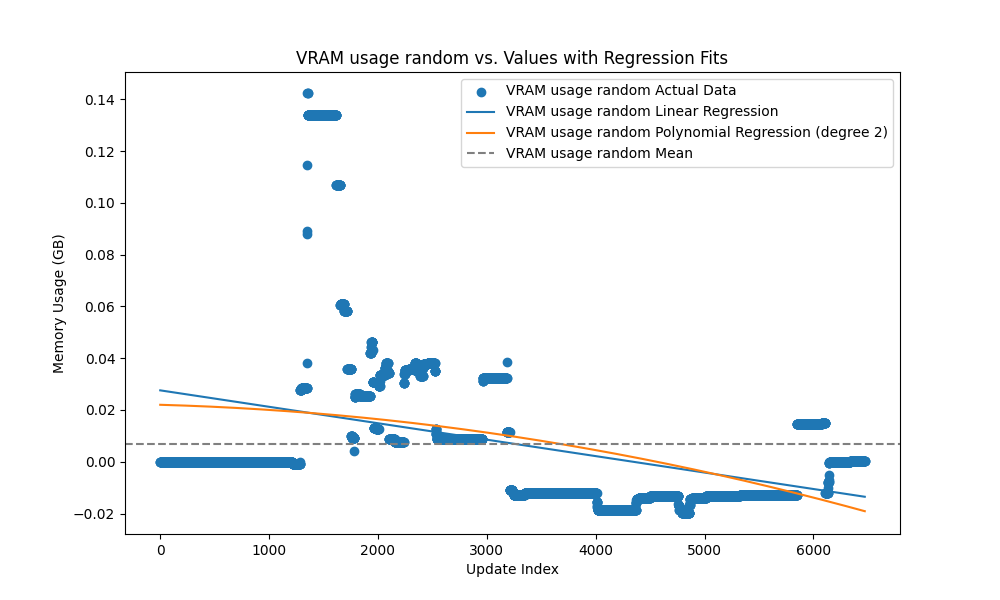 VRAM usage random vs. Values with Regression Fits
VRAM usage random Actual Data
VRAM usage random Linear Regression
VRAM usage random Polynomial Regression (degree 2)
VRAM usage random Mean
Memory Usage (GB)
0.14
0.12
0.10
0.08
0.06
0.04
0.02
0.00
−0.02
0 1000 2000 3000 4000 5000 6000
Update Index